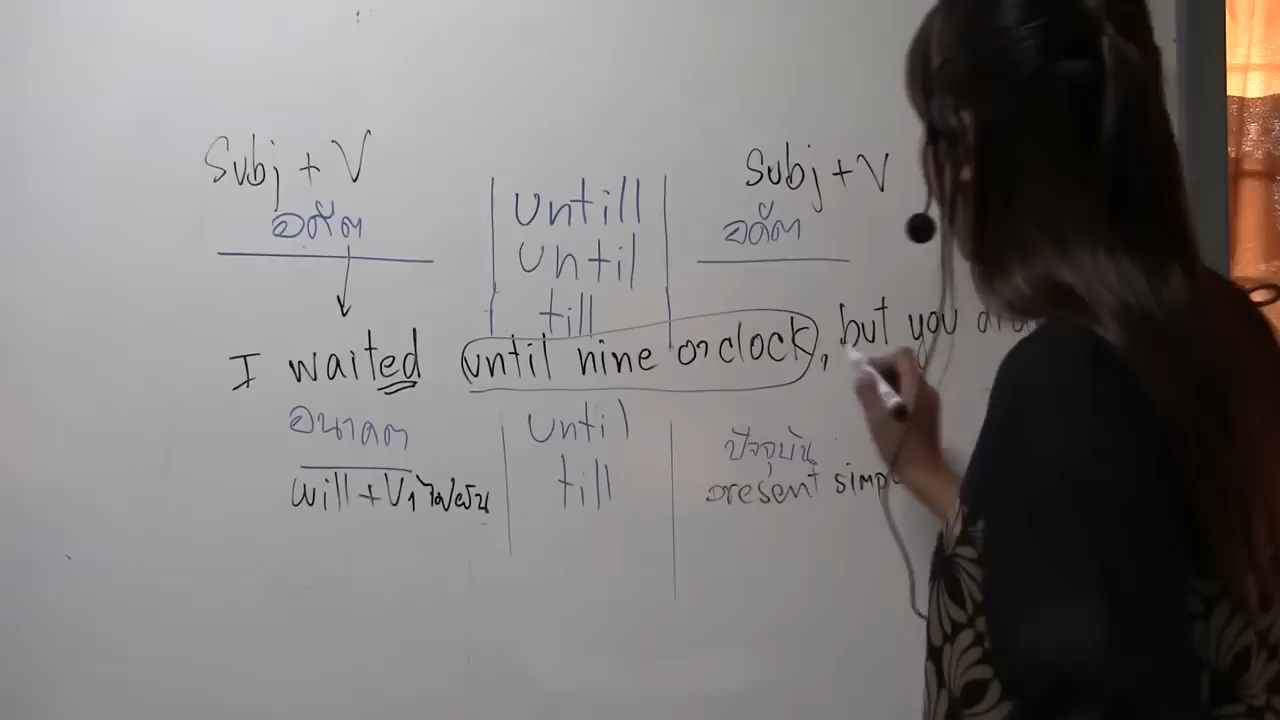 Subj + V untill Subj + V
อดีต until อดีต
till
I waited until nine o'clock, but you
อนาคต until ปัจจุบัน
will + V1 ไม่ผัน till present simp